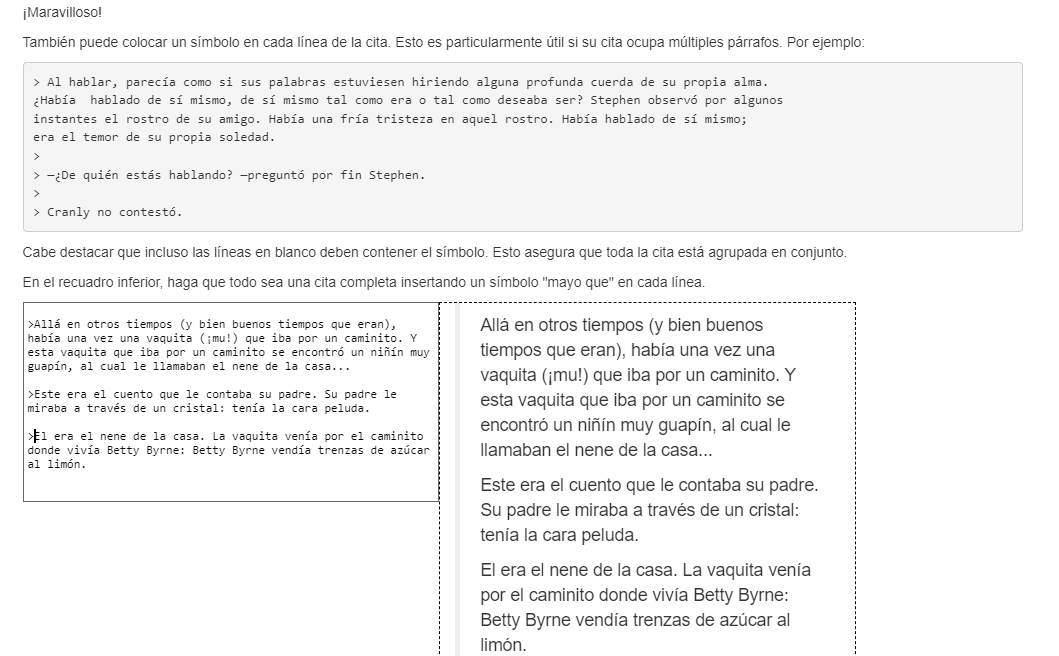 ¡Maravilloso!
También puede colocar un símbolo en cada línea de la cita. Esto es particularmente útil si su cita ocupa múltiples párrafos. Por ejemplo:
> Al hablar, parecía como si sus palabras estuviesen hiriendo alguna profunda cuerda de su propia alma.
¿Había  hablado de sí mismo, de sí mismo tal como era o tal como deseaba ser? Stephen observó por algunos
instantes el rostro de su amigo. Había una fría tristeza en aquel rostro. Había hablado de sí mismo;
era el temor de su propia soledad.
>
> —¿De quién estás hablando? —preguntó por fin Stephen.
>
> Cranly no contestó.
Cabe destacar que incluso las líneas en blanco deben contener el símbolo. Esto asegura que toda la cita está agrupada en conjunto.
En el recuadro inferior, haga que todo sea una cita completa insertando un símbolo "mayo que" en cada línea.
>Allá en otros tiempos (y bien buenos tiempos que eran),
había una vez una vaquita (¡mu!) que iba por un caminito. Y
esta vaquita que iba por un caminito se encontró un niñín muy
guapín, al cual le llamaban el nene de la casa...
>Este era el cuento que le contaba su padre. Su padre le
miraba a través de un cristal: tenía la cara peluda.
>El era el nene de la casa. La vaquita venía por el caminito
donde vivía Betty Byrne: Betty Byrne vendía trenzas de azúcar
al limón.
Allá en otros tiempos (y bien buenos
tiempos que eran), había una vez una
vaquita (¡mu!) que iba por un caminito. Y
esta vaquita que iba por un caminito se
encontró un niñín muy guapín, al cual le
llamaban el nene de la casa...
Este era el cuento que le contaba su padre.
Su padre le miraba a través de un cristal:
tenía la cara peluda.
El era el nene de la casa. La vaquita venía
por el caminito donde vivía Betty Byrne:
Betty Byrne vendía trenzas de azúcar al
limón.